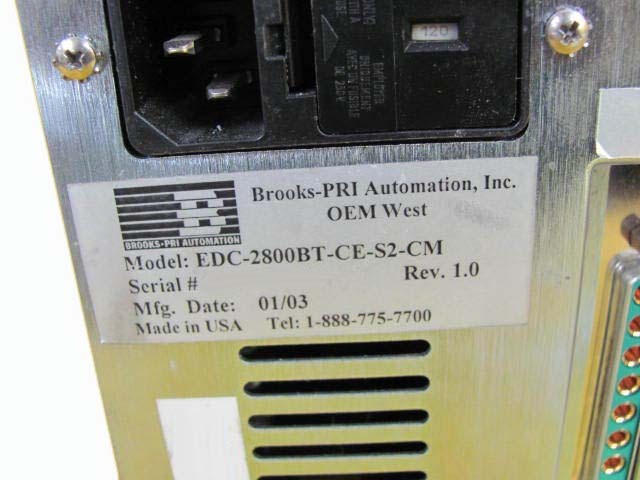 120
Brooks-PRI Automation, Inc.
OEM West
B
BROOKS-PRI AUTOMATION
Model: EDC-2800BT-CE-S2-CM
Serial # Rev. 1.0
Mfg. Date: 01/03
Made in USA Tel: 1-888-775-7700